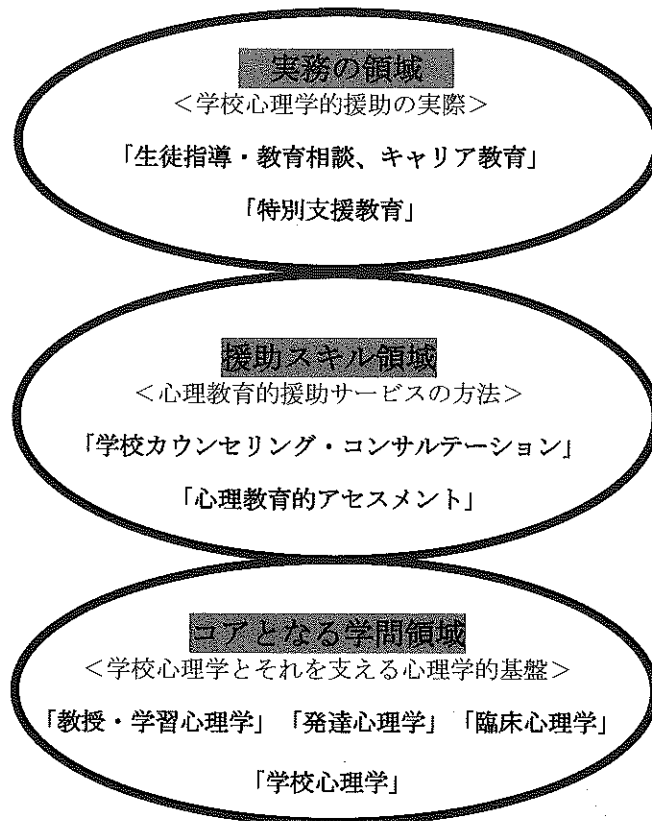 実務の領域
＜学校心理学的援助の実際＞
「生徒指導・教育相談、キャリア教育」
「特別支援教育」
援助スキル領域
＜心理教育的援助サービスの方法＞
「学校カウンセリング・コンサルテーション」
「心理教育的アセスメント」
コアとなる学問領域
＜学校心理学とそれを支える心理学的基盤＞
「教授・学習心理学」「発達心理学」「臨床心理学」
「学校心理学」